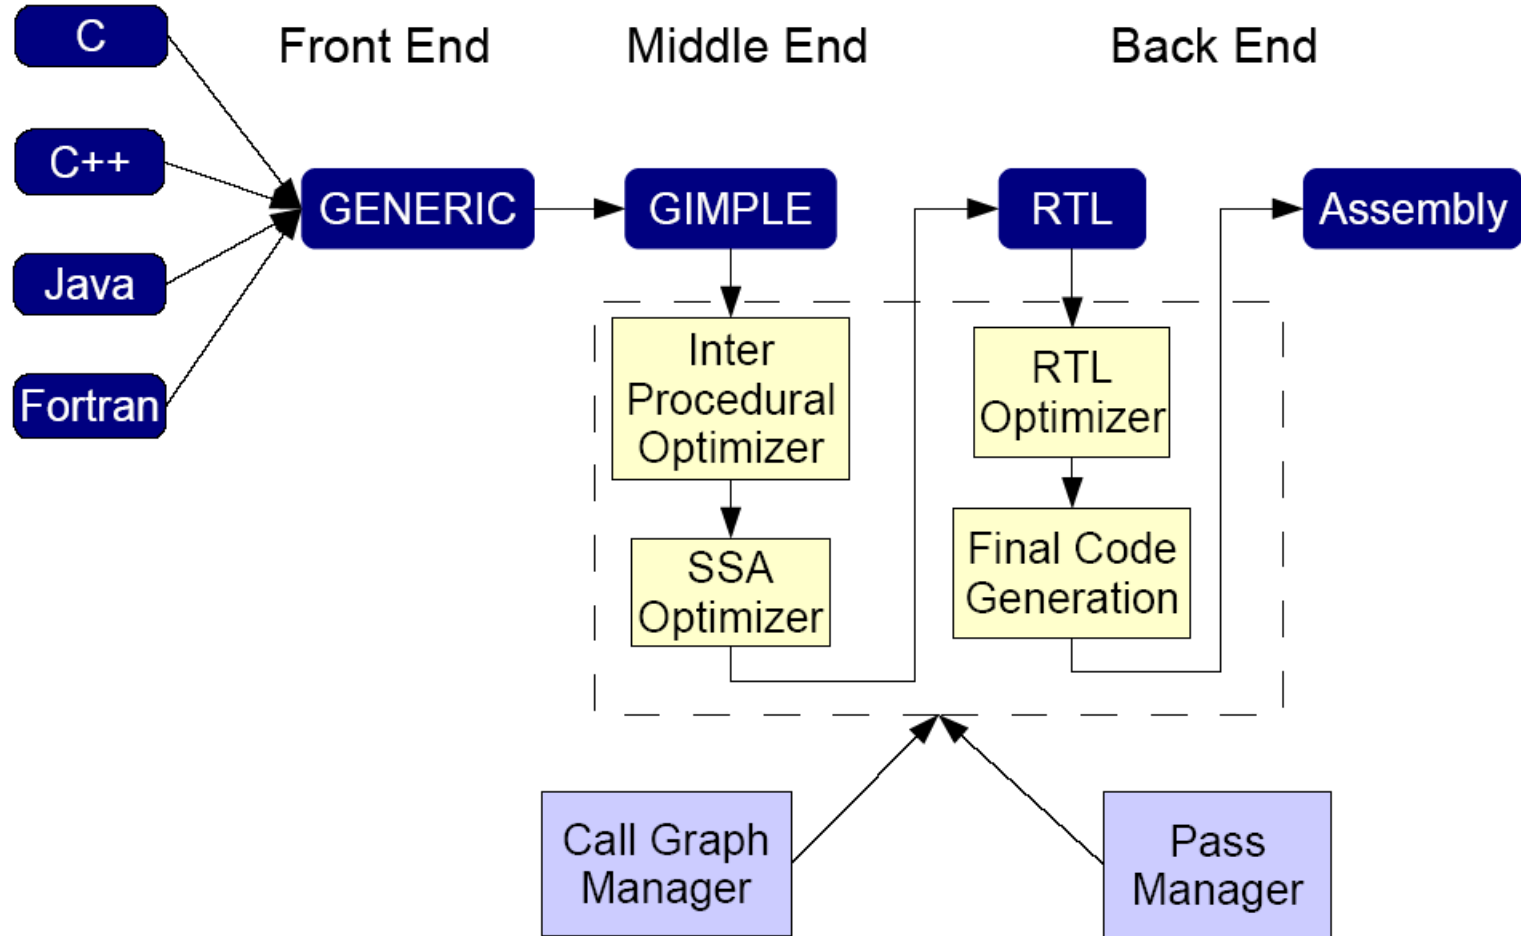 C
Front End
Middle End
Back End
C++
GENERIC
GIMPLE
RTL
Assembly
Java
Fortran
Inter
Procedural
Optimizer
RTL
Optimizer
SSA
Optimizer
Final Code
Generation
Call Graph
Manager
Pass
Manager